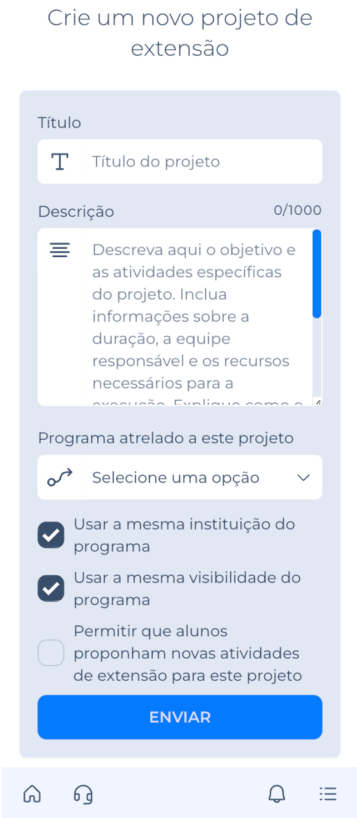 Crie um novo projeto de
extensão
Título
Título do projeto
Descrição 0/1000
Descreva aqui o objetivo e
as atividades específicas
do projeto. Inclua
informações sobre a
duração, a equipe
responsável e os recursos
necessários para a
execução. Explique como o
Programa atrelado a este projeto
Selecione uma opção
Usar a mesma instituição do
programa
Usar a mesma visibilidade do
programa
Permitir que alunos
proponham novas atividades
de extensão para este projeto
ENVIAR